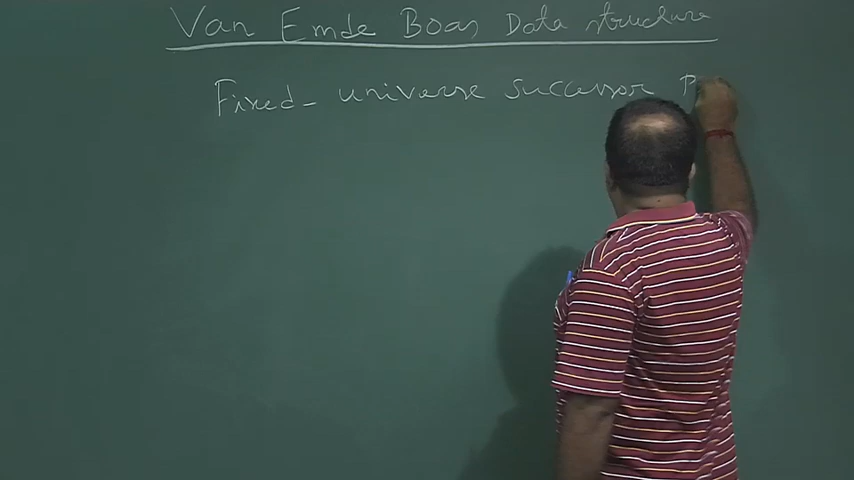 Van Emde Boas Data structure
Fixed - universe successor P